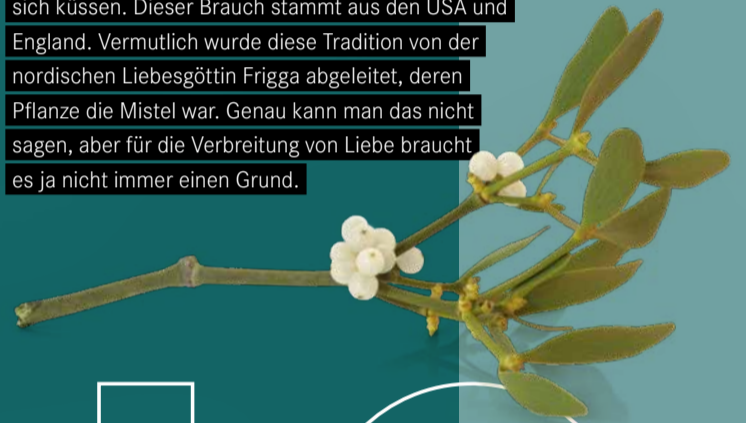 sich küssen. Dieser Brauch stammt aus den USA und
England. Vermutlich wurde diese Tradition von der
nordischen Liebesgöttin Frigga abgeleitet, deren
Pflanze die Mistel war. Genau kann man das nicht
sagen, aber für die Verbreitung von Liebe braucht
es ja nicht immer einen Grund.